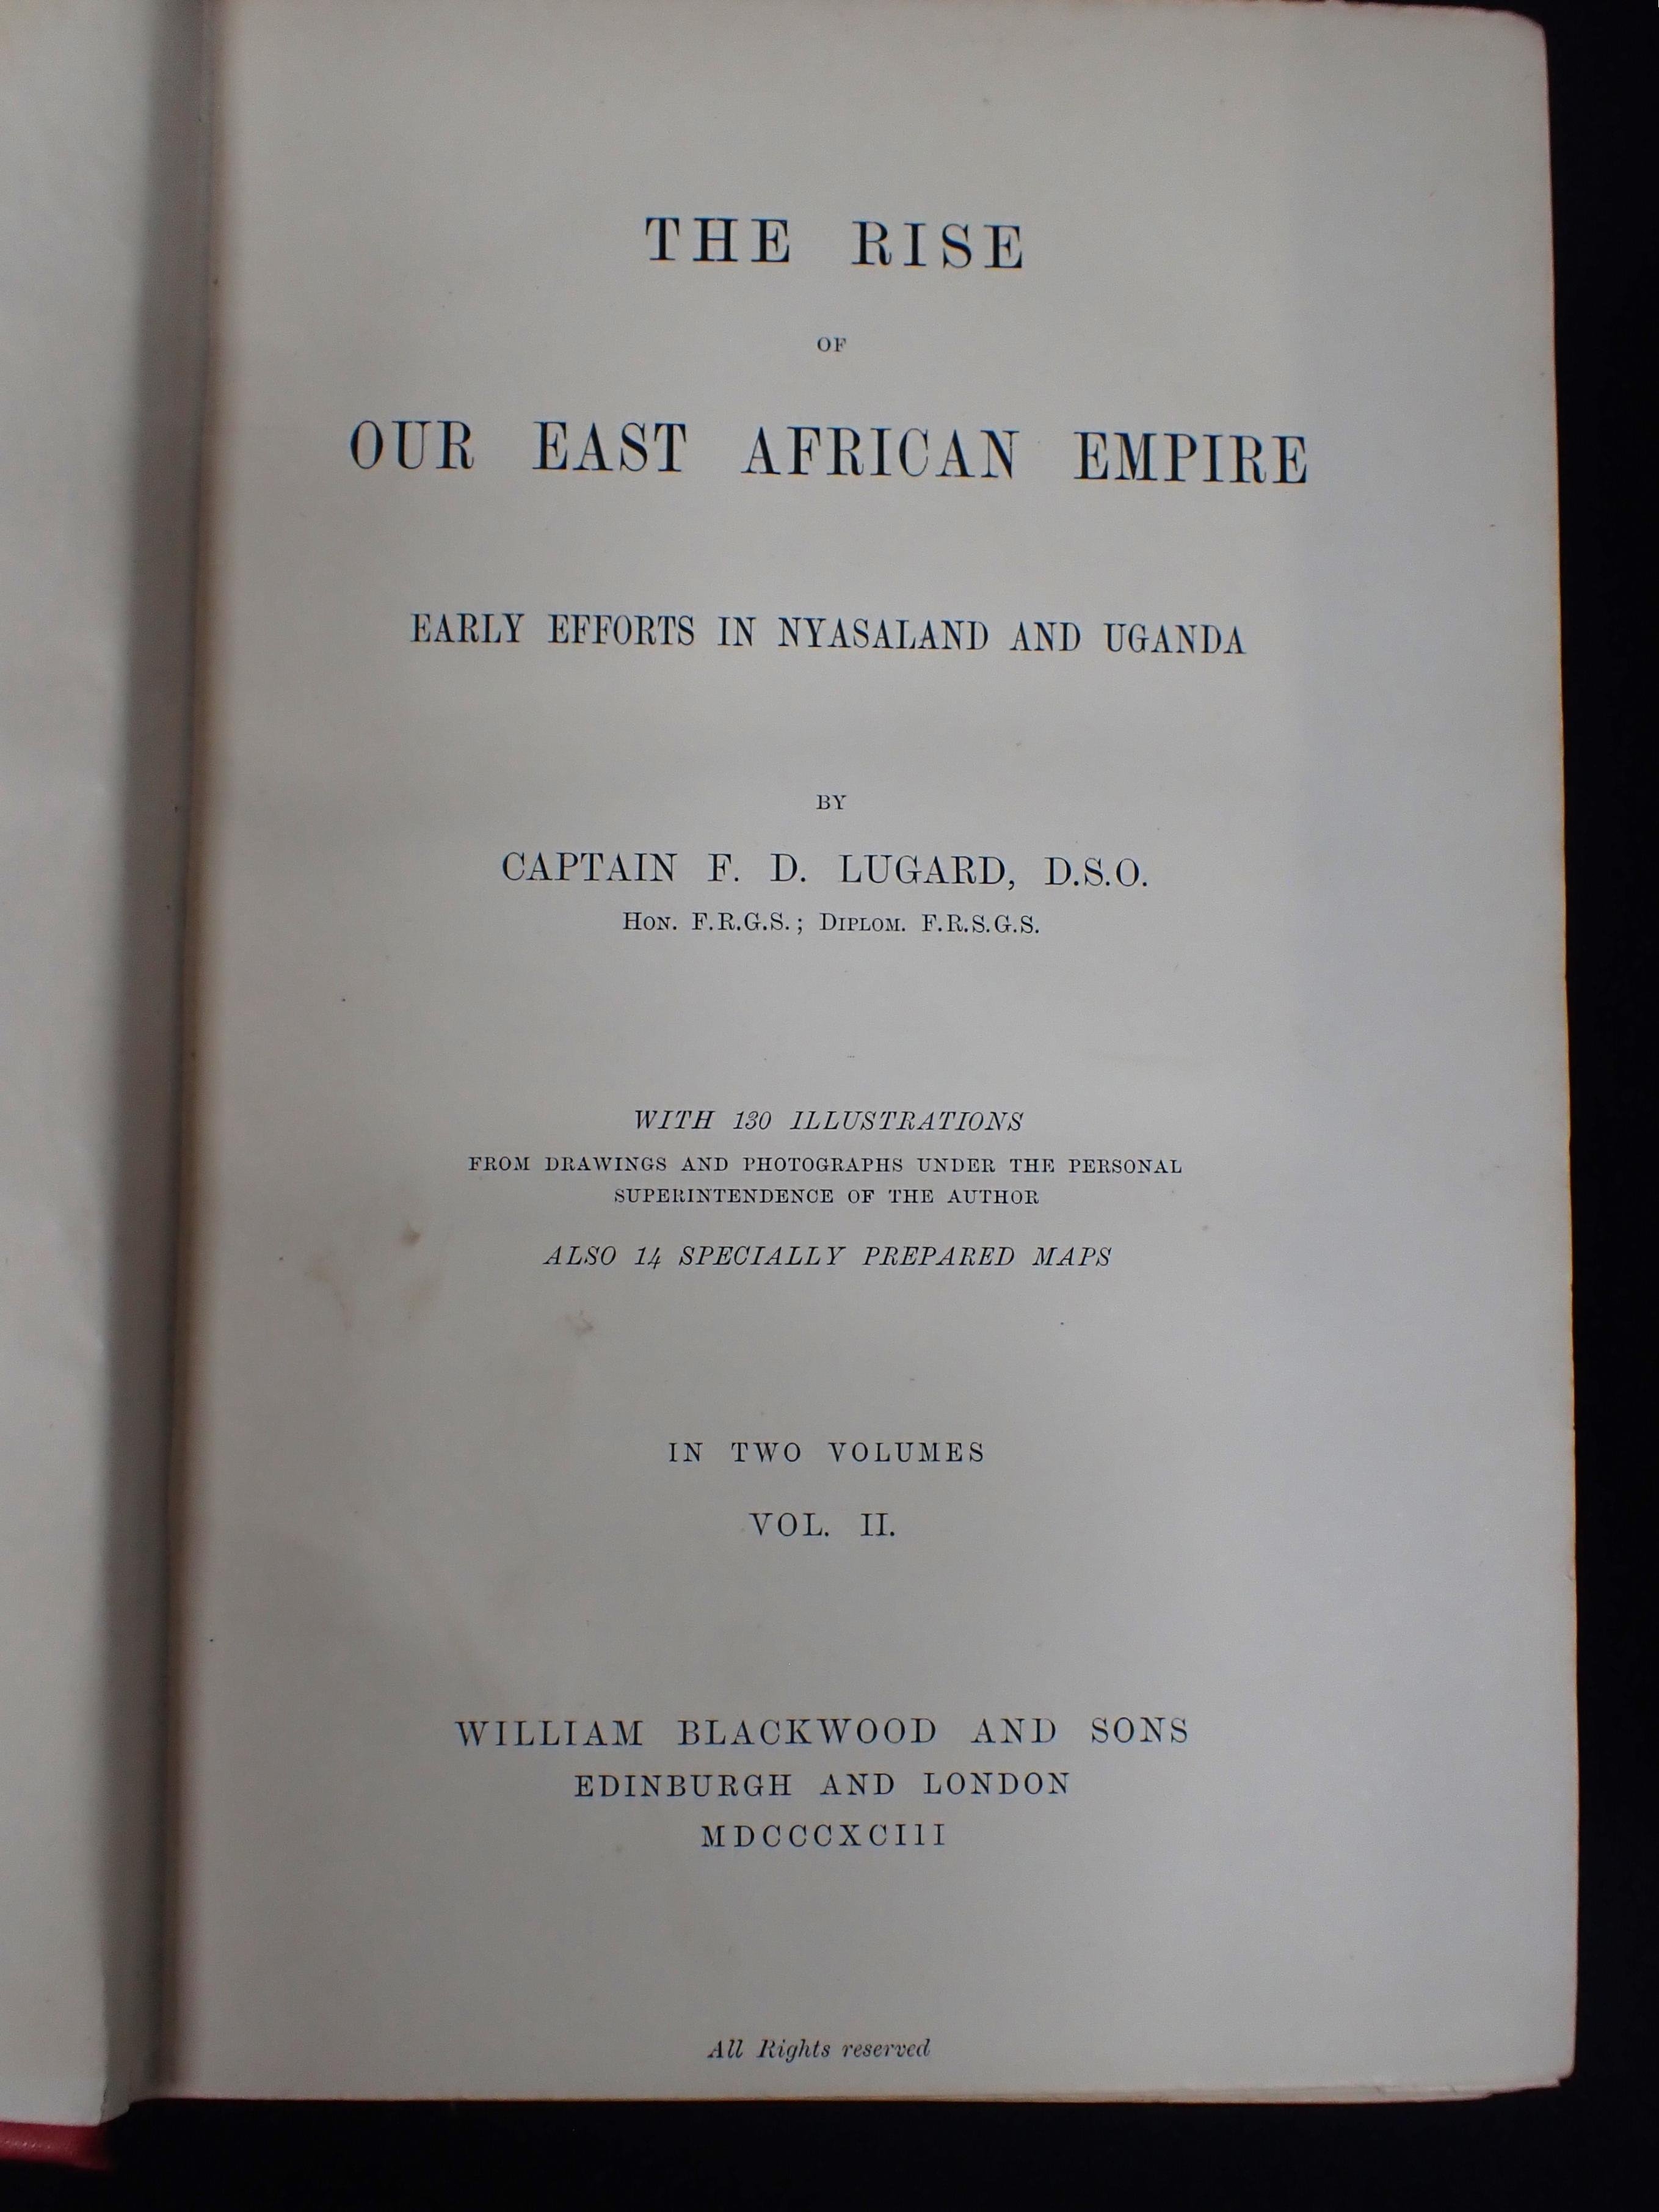 THE RISE
OF
OUR EAST AFRICAN EMPIRE
EARLY EFFORTS IN NYASALAND AND UGANDA
BY
CAPTAIN F. D. LUGARD, D.S.O.
HON. F.R.G.S.; DIPLOM. F.R.S.G.S.
WITH 130 ILLUSTRATIONS
FROM DRAWINGS AND PHOTOGRAPHS UNDER THE PERSONAL
SUPERINTENDENCE OF THE AUTHOR
ALSO 14 SPECIALLY PREPARED MAPS
IN TWO VOLUMES
VOL. II.
WILLIAM BLACKWOOD AND SONS
EDINBURGH AND LONDON
MDCCCXCIII
All Rights reserved